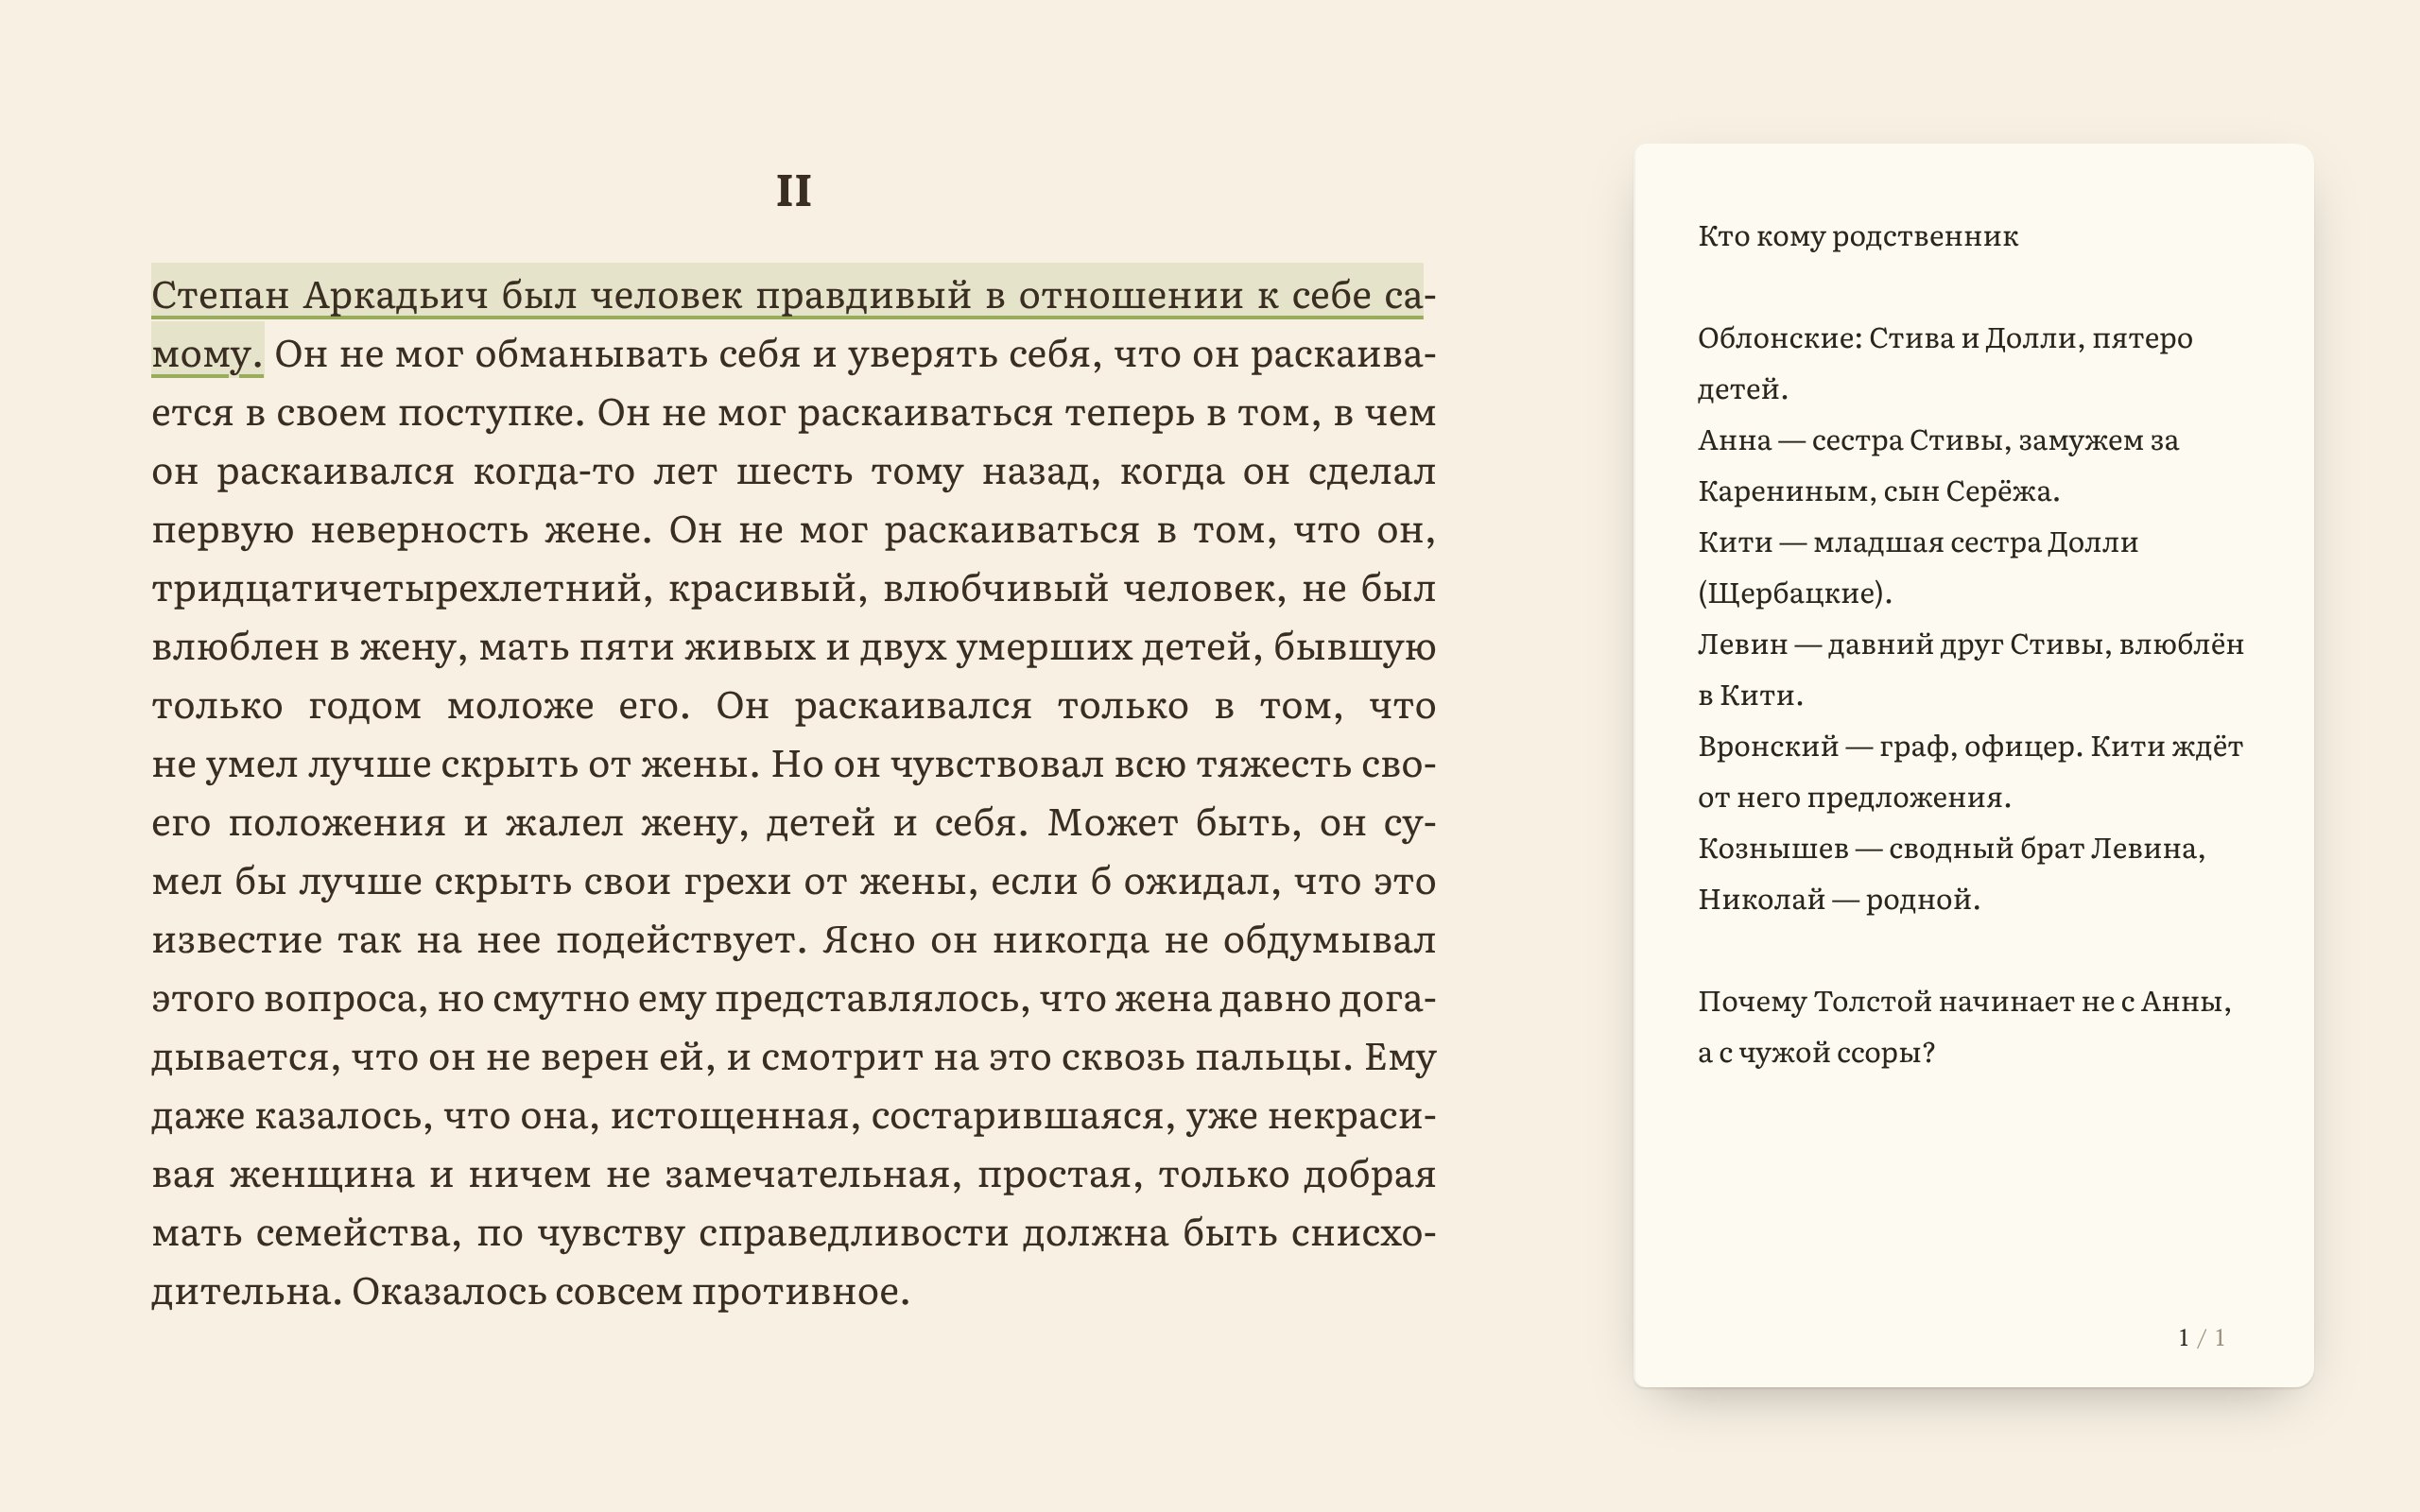 II
Степан Аркадьич был человек правдивый в отношении к себе са-
мому. Он не мог обманывать себя и уверять себя, что он раскаива-
ется в своем поступке. Он не мог раскаиваться теперь в том, в чем
он раскаивался когда-то лет шесть тому назад, когда он сделал
первую неверность жене. Он не мог раскаиваться в том, что он,
тридцатичетырехлетний, красивый, влюбчивый человек, не был
влюблен в жену, мать пяти живых и двух умерших детей, бывшую
только годом моложе его. Он раскаивался только в том, что
не умел лучше скрыть от жены. Но он чувствовал всю тяжесть сво-
его положения и жалел жену, детей и себя. Может быть, он су-
мел бы лучше скрыть свои грехи от жены, если б ожидал, что это
известие так на нее подействует. Ясно он никогда не обдумывал
этого вопроса, но смутно ему представлялось, что жена давно дога-
дывается, что он не верен ей, и смотрит на это сквозь пальцы. Ему
даже казалось, что она, истощенная, состарившаяся, уже некраси-
вая женщина и ничем не замечательная, простая, только добрая
мать семейства, по чувству справедливости должна быть снисхо-
дительна. Оказалось совсем противное.
Кто кому родственник
Облонские: Стива и Долли, пятеро
детей.
Анна — сестра Стивы, замужем за
Карениным, сын Серёжа.
Кити — младшая сестра Долли
(Щербацкие).
Левин — давний друг Стивы, влюблён
в Кити.
Вронский — граф, офицер. Кити ждёт
от него предложения.
Кознышев — сводный брат Левина,
Николай — родной.
Почему Толстой начинает не с Анны,
а с чужой ссоры?
1 / 1